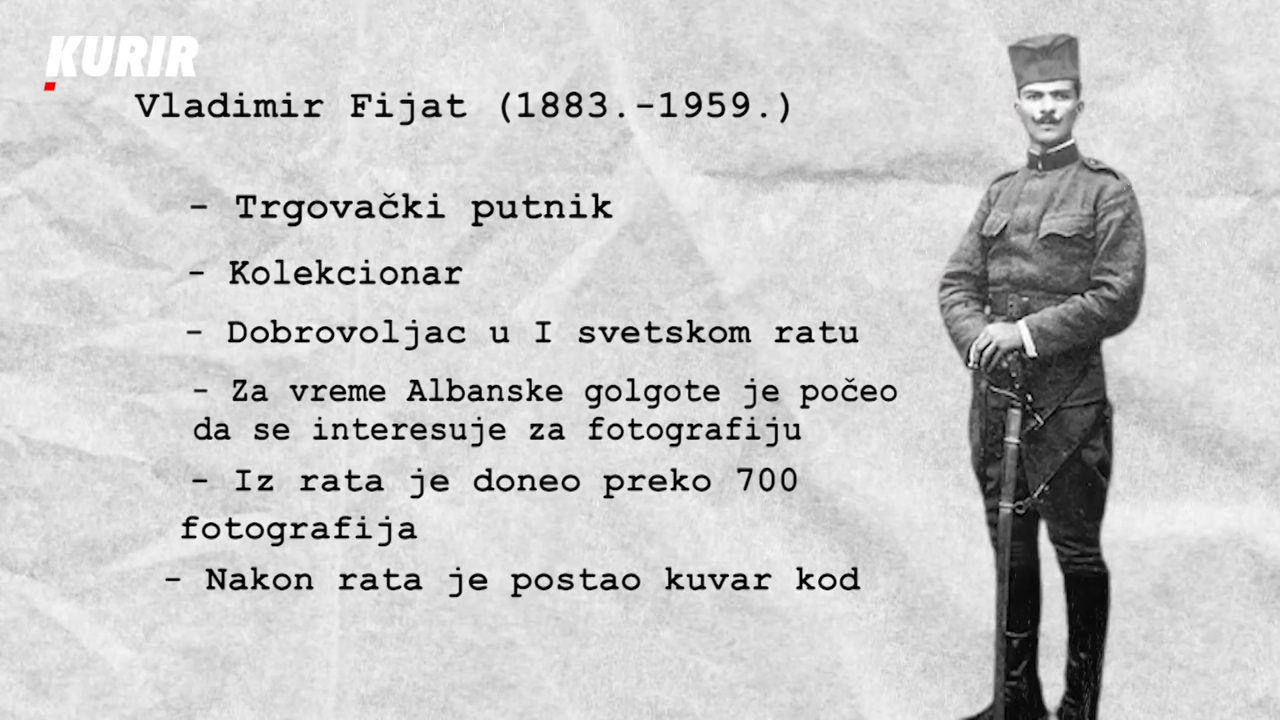 KURIR
Vladimir Fijat (1883.-1959.)
- Trgovački putnik
- Kolekcionar
- Dobrovoljac u I svetskom ratu
- Za vreme Albanske golgote je počeo
da se interesuje za fotografiju
- Iz rata je doneo preko 700
fotografija
- Nakon rata je postao kuvar kod